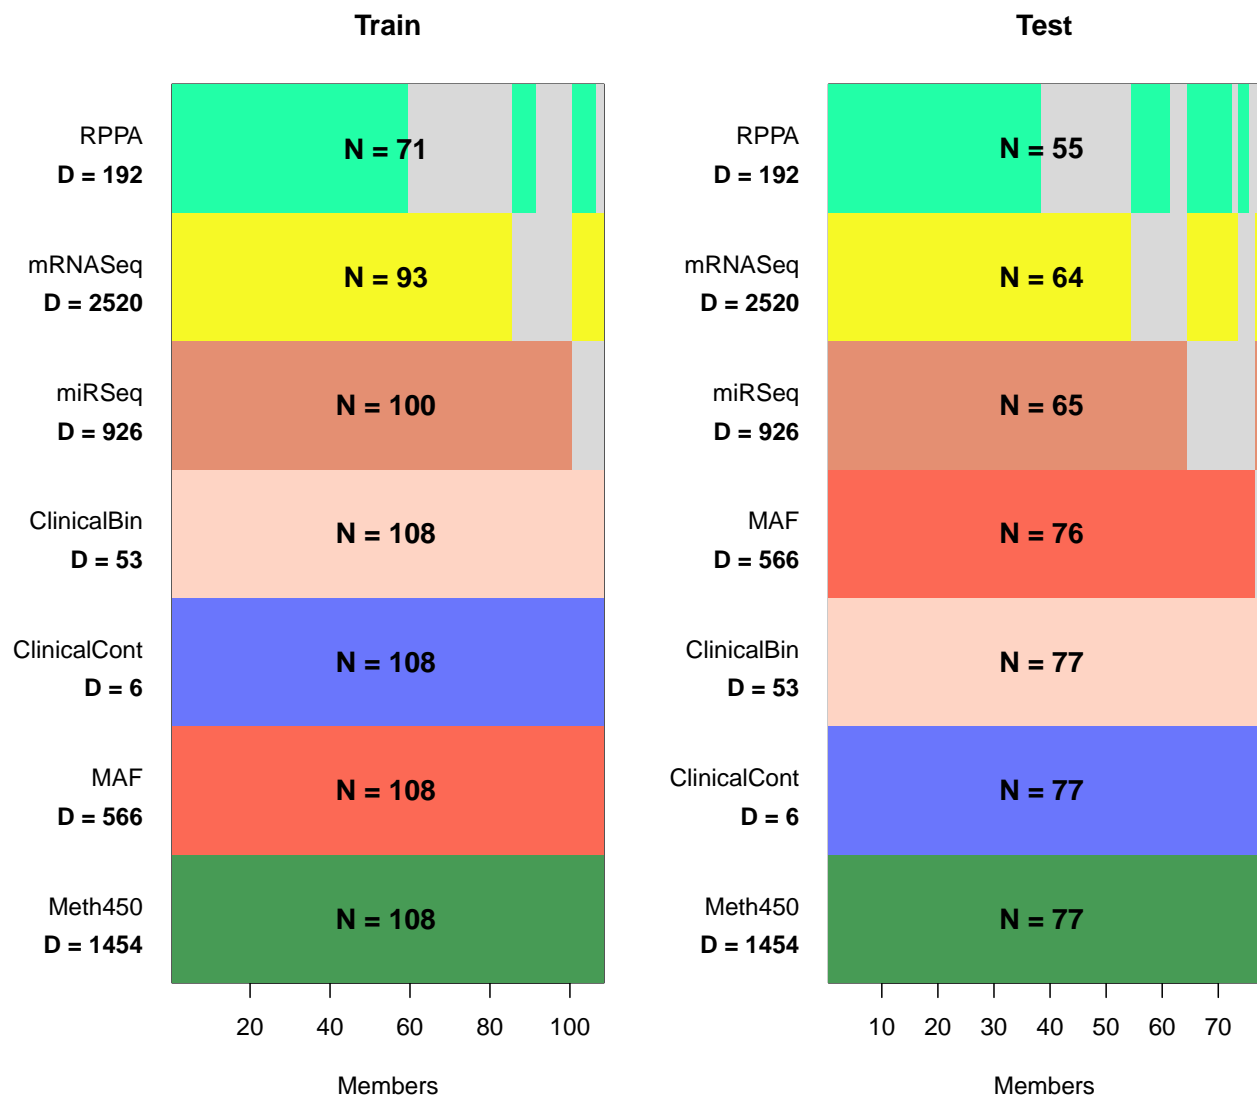 Train
RPPA
D = 192
N = 71
mRNASeq
D = 2520
N = 93
miRSeq
D = 926
N = 100
ClinicalBin
D = 53
N = 108
ClinicalCont
D = 6
N = 108
MAF
D = 566
N = 108
Meth450
D = 1454
N = 108
20 40 60 80 100
Members
Test
RPPA
D = 192
N = 55
mRNASeq
D = 2520
N = 64
miRSeq
D = 926
N = 65
MAF
D = 566
N = 76
ClinicalBin
D = 53
N = 77
ClinicalCont
D = 6
N = 77
Meth450
D = 1454
N = 77
10 20 30 40 50 60 70
Members